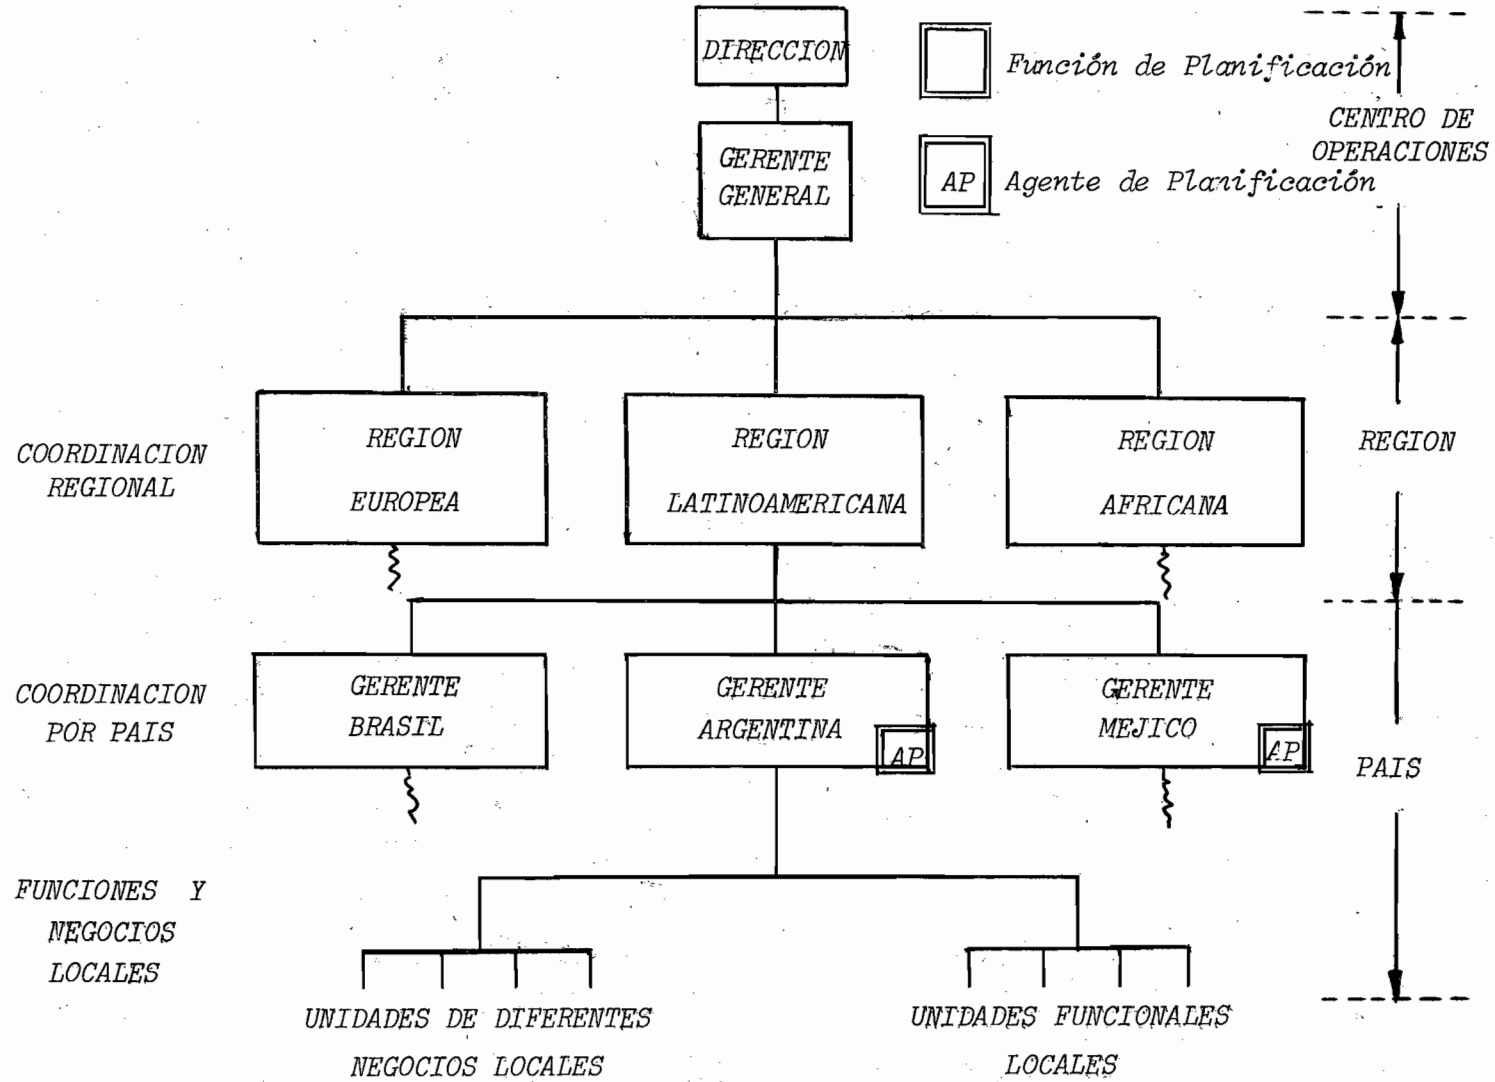 DIRECCION
Función de Planificación
CENTRO DE
OPERACIONES
GERENTE
GENERAL
AP
Agente de Planificación
COORDINACION
REGIONAL
REGION
EUROPEA
REGION
LATINOAMERICANA
REGION
AFRICANA
REGION
COORDINACION
POR PAIS
GERENTE
BRASIL
GERENTE
ARGENTINA
AP
GERENTE
MEJICO
AP
PAIS
FUNCIONES Y
NEGOCIOS
LOCALES
UNIDADES DE DIFERENTES
NEGOCIOS LOCALES
UNIDADES FUNCIONALES
LOCALES